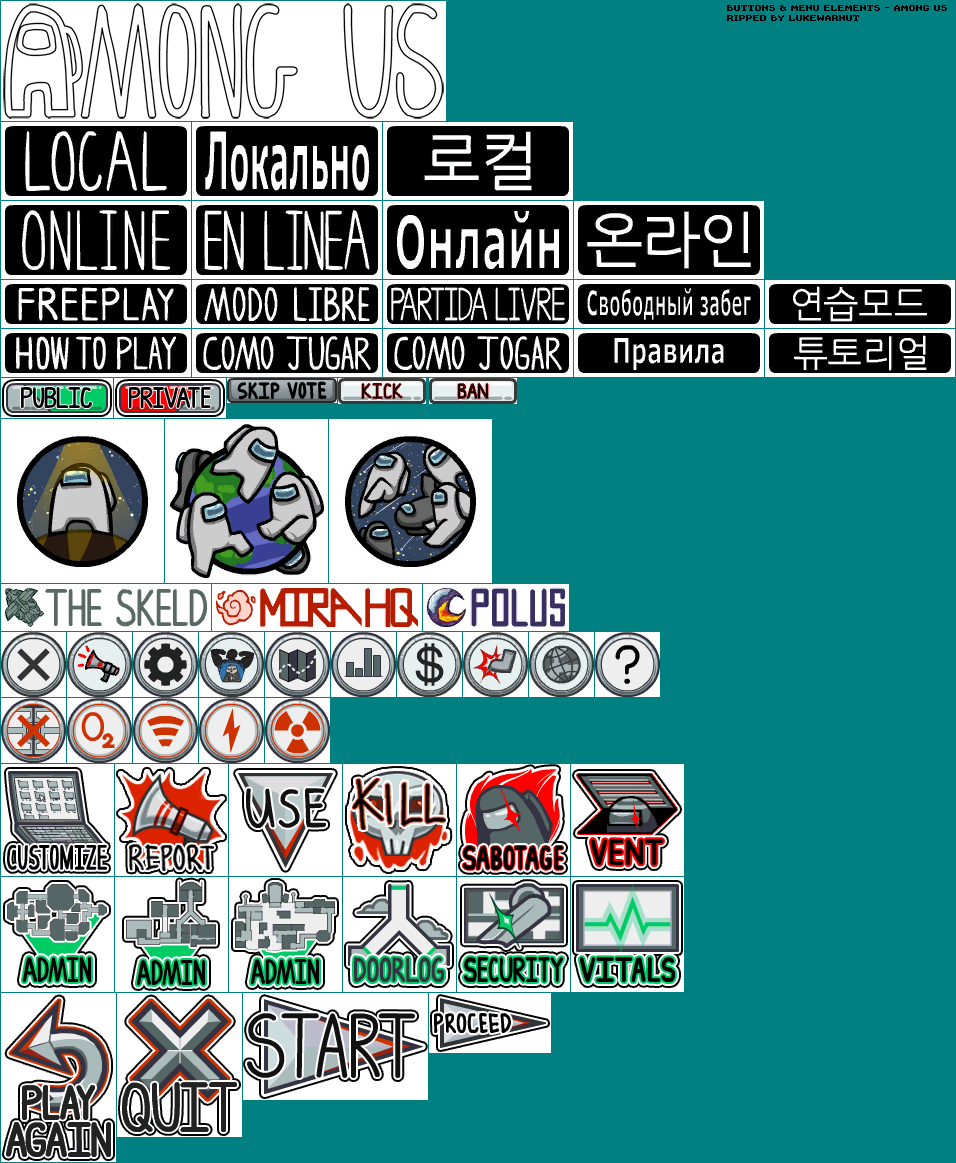 BUTTONS & MENU ELEMENTS - AMONG US
RIPPED BY LUKEWARNUT
AMONG US
LOCAL Локально 로컬
ONLINE EN LINEA Онлайн 온라인
FREEPLAY MODO LIBRE PARTIDA LIVRE Свободный забег 연습모드
HOW TO PLAY COMO JUGAR COMO JOGAR Правила 튜토리얼
PUBLIC PRIVATE SKIP VOTE KICK BAN
THE SKELD MIRA HQ POLUS
$ ?
O2
CUSTOMIZE REPORT USE KILL SABOTAGE VENT
ADMIN ADMIN ADMIN DOORLOG SECURITY VITALS
PLAY AGAIN QUIT START PROCEED